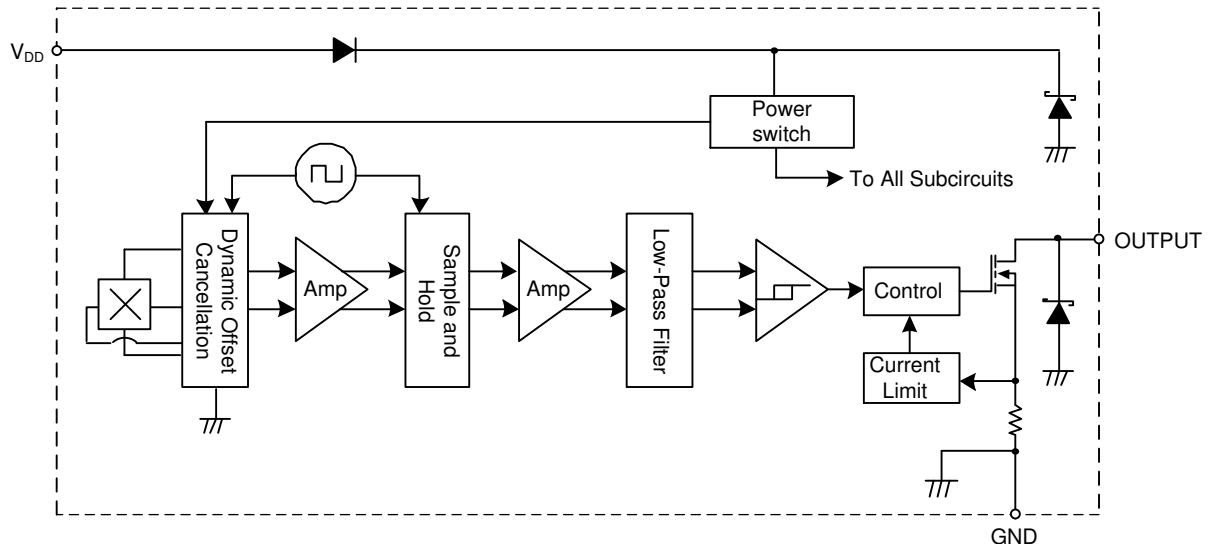 V_DD
Power
switch
To All Subcircuits
Dynamic Offset
Cancellation
Amp
Sample and
Hold
Amp
Low-Pass Filter
Control
Current
Limit
OUTPUT
GND